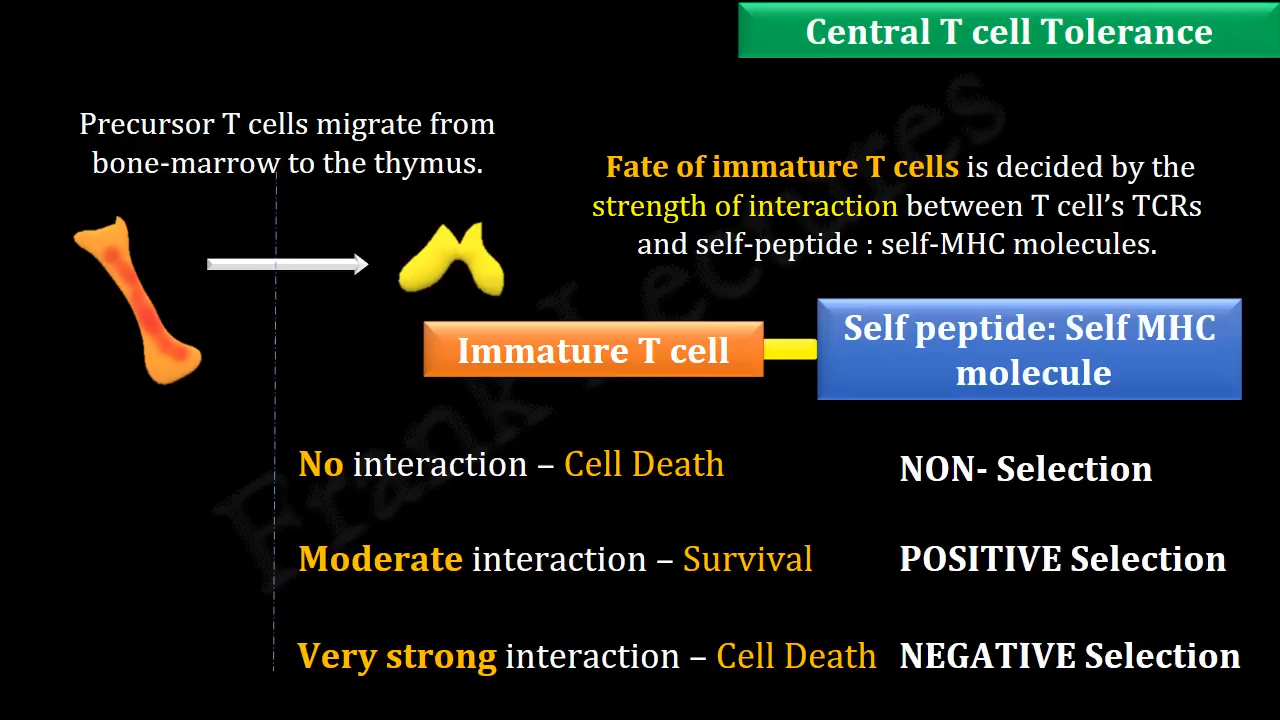 Central T cell Tolerance
Precursor T cells migrate from
bone-marrow to the thymus.
Fate of immature T cells is decided by the
strength of interaction between T cell’s TCRs
and self-peptide : self-MHC molecules.
Immature T cell
Self peptide: Self MHC
molecule
No interaction – Cell Death
NON- Selection
Moderate interaction – Survival
POSITIVE Selection
Very strong interaction – Cell Death
NEGATIVE Selection
Frank Lectures